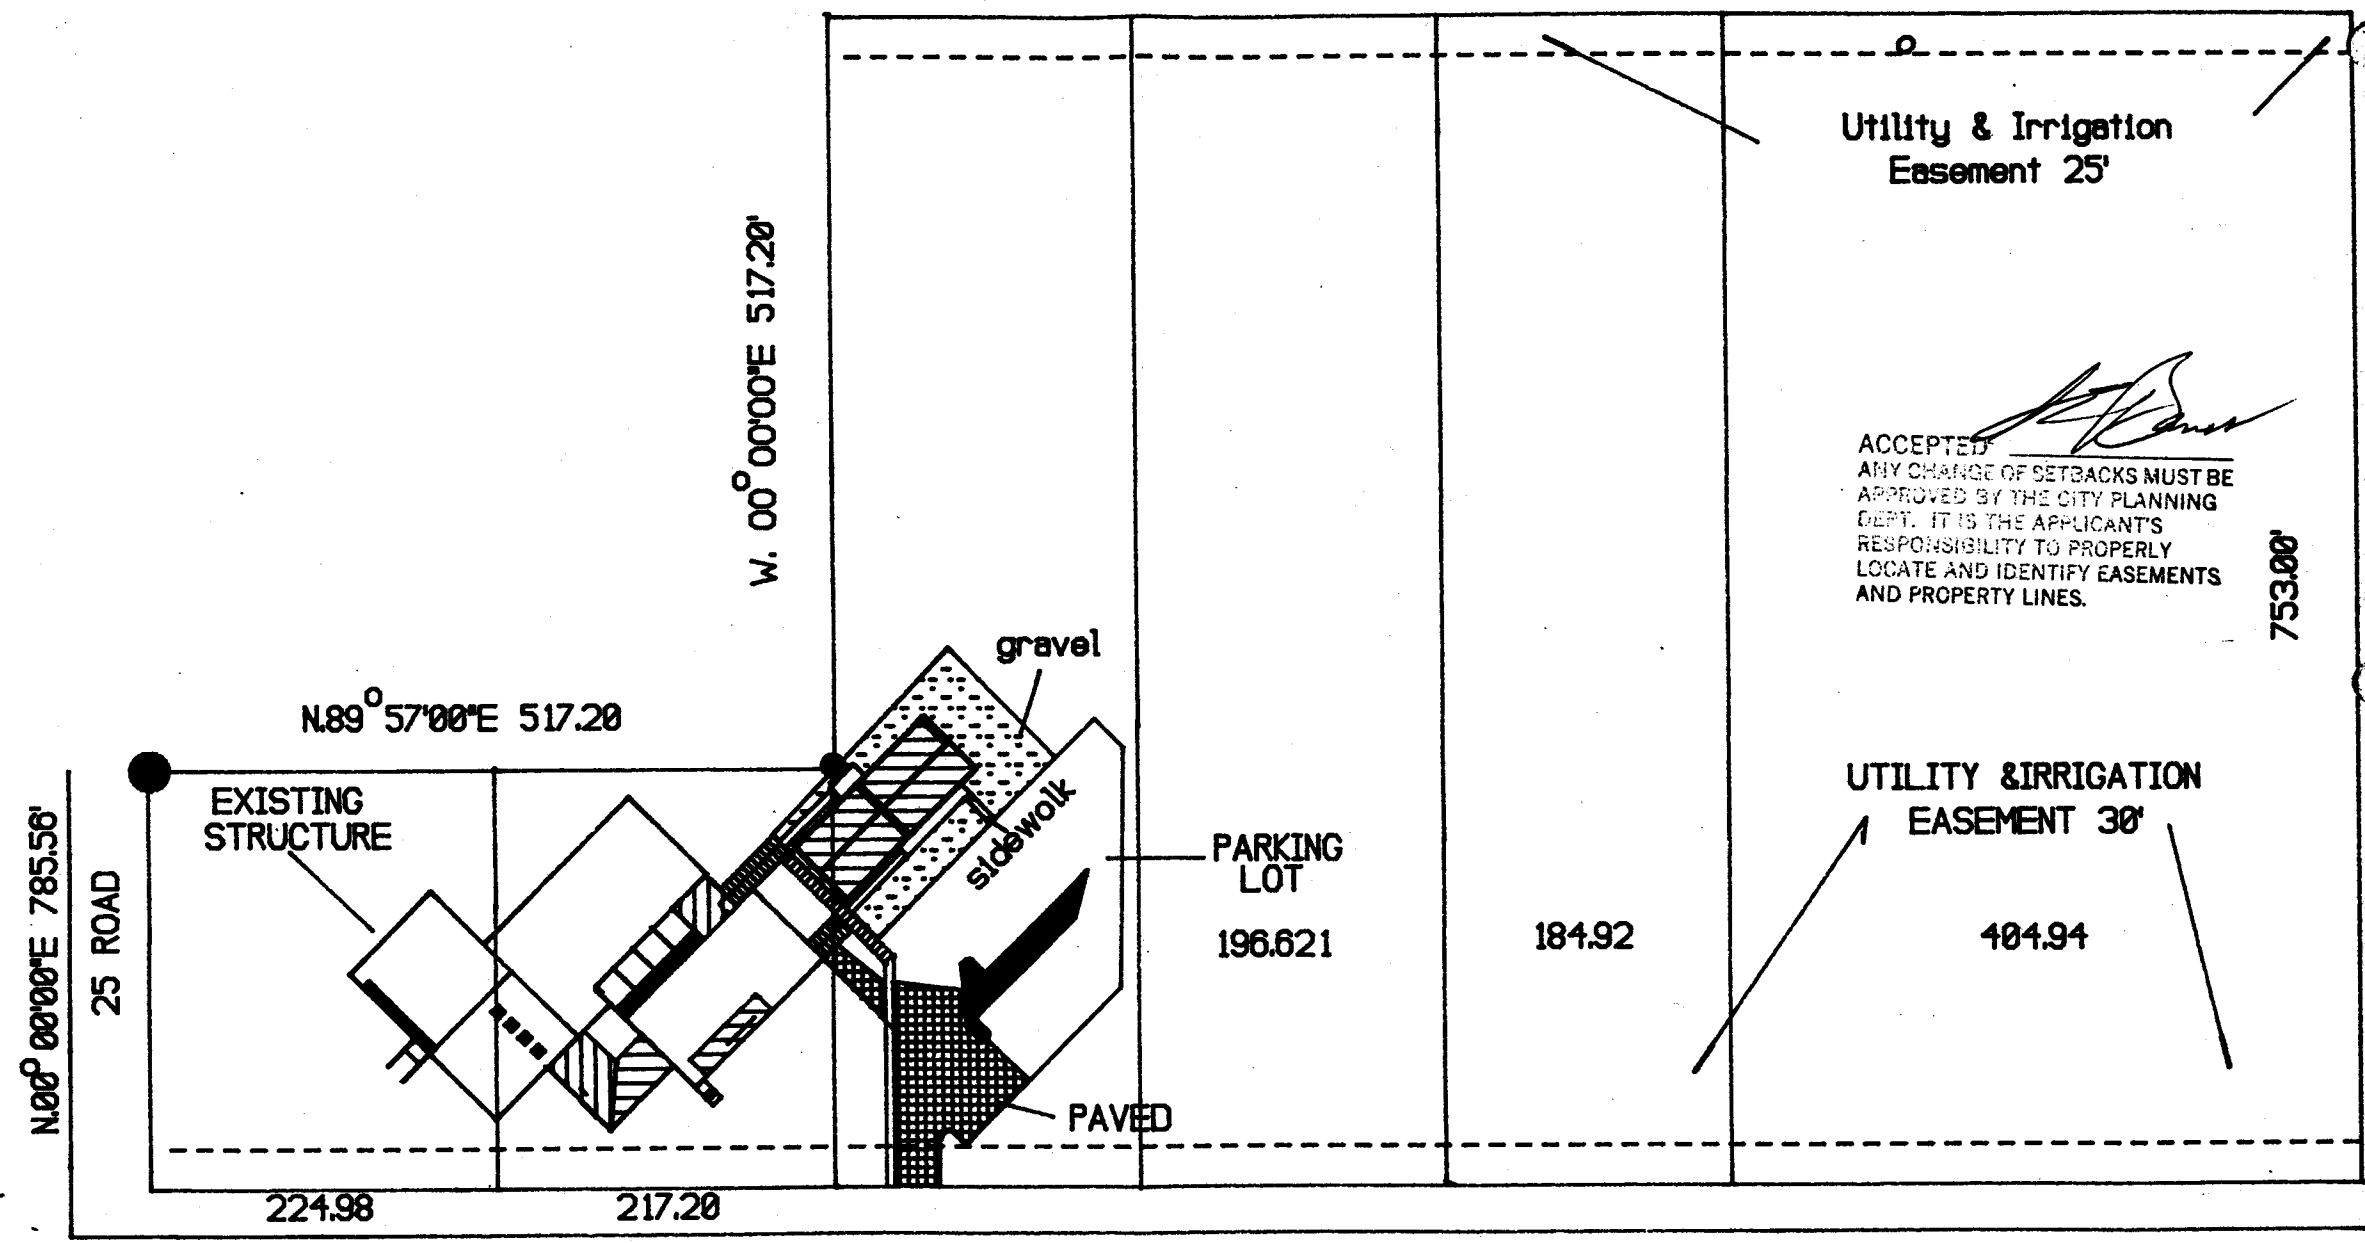 Utility & Irrigation
Easement 25'
W. 00°00'00"E 517.20'
ACCEPTED
ANY CHANGE OF SETBACKS MUST BE
APPROVED BY THE CITY PLANNING
DEPT. IT IS THE APPLICANT'S
RESPONSIBILITY TO PROPERLY
LOCATE AND IDENTIFY EASEMENTS
AND PROPERTY LINES.
753.00'
gravel
N.89°57'00"E 517.20
EXISTING
STRUCTURE
sidewolk
PARKING
LOT
UTILITY &IRRIGATION
EASEMENT 30'
N.00°00'00"E 785.56'
25 ROAD
196.621
184.92
404.94
PAVED
224.98
217.20